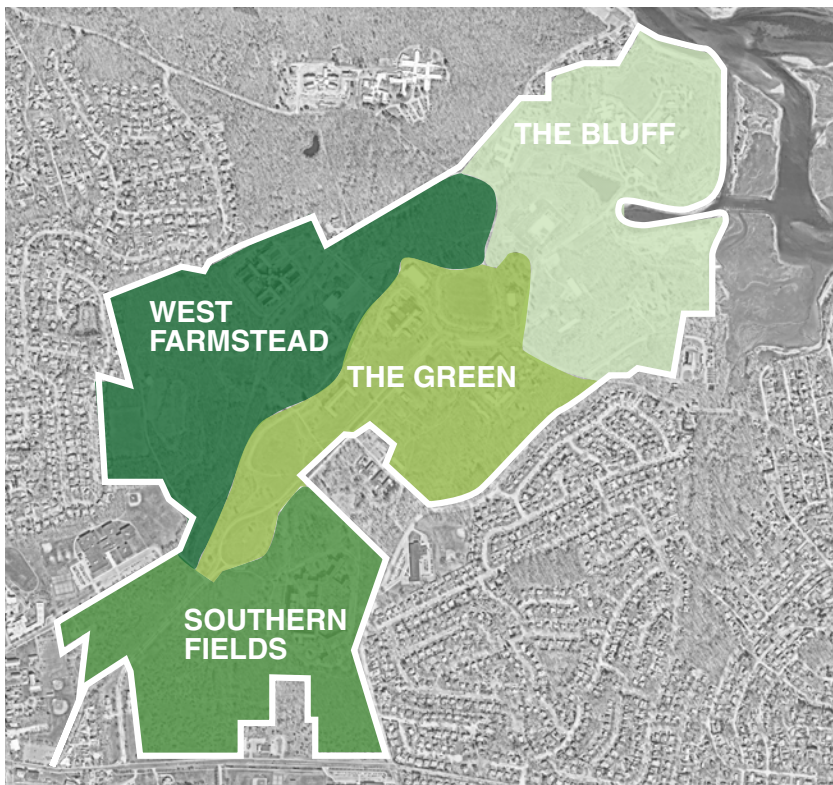 THE BLUFF
WEST
FARMSTEAD
THE GREEN
SOUTHERN
FIELDS